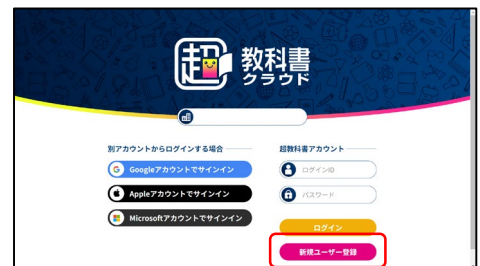 超
教科書
クラウド
別アカウントからログインする場合
G Googleアカウントでサインイン
Appleアカウントでサインイン
Microsoftアカウントでサインイン
超教科書アカウント
ログインID
パスワード
ログイン
新規ユーザー登録